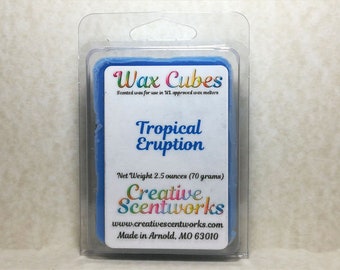 Wax Cubes
Scented wax for use in UL approved wax melters
Tropical
Eruption
Net Weight 2.5 ounces (70 grams)
Creative
Scentworks
www.creativescentworks.com
Made in Arnold, MO 63010